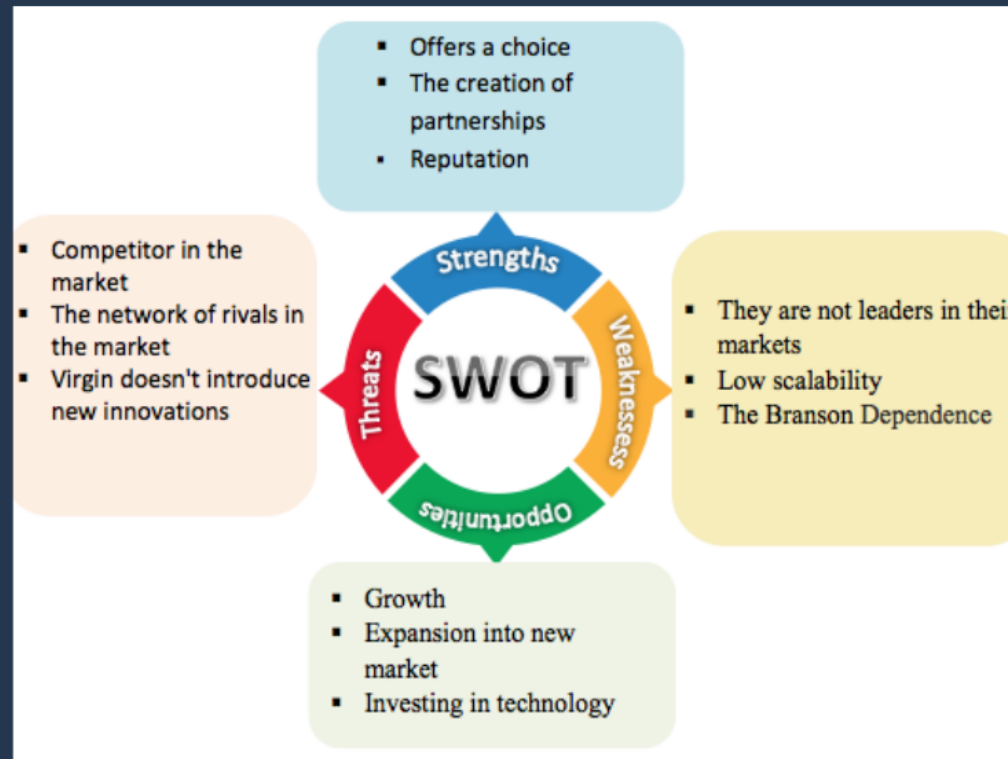 ▪ Offers a choice
▪ The creation of
partnerships
▪ Reputation
▪ Competitor in the
market
▪ The network of rivals in
the market
▪ Virgin doesn't introduce
new innovations
Strengths
Threats
SWOT
Weaknessess
Opportunities
▪ They are not leaders in their
markets
▪ Low scalability
▪ The Branson Dependence
▪ Growth
▪ Expansion into new
market
▪ Investing in technology